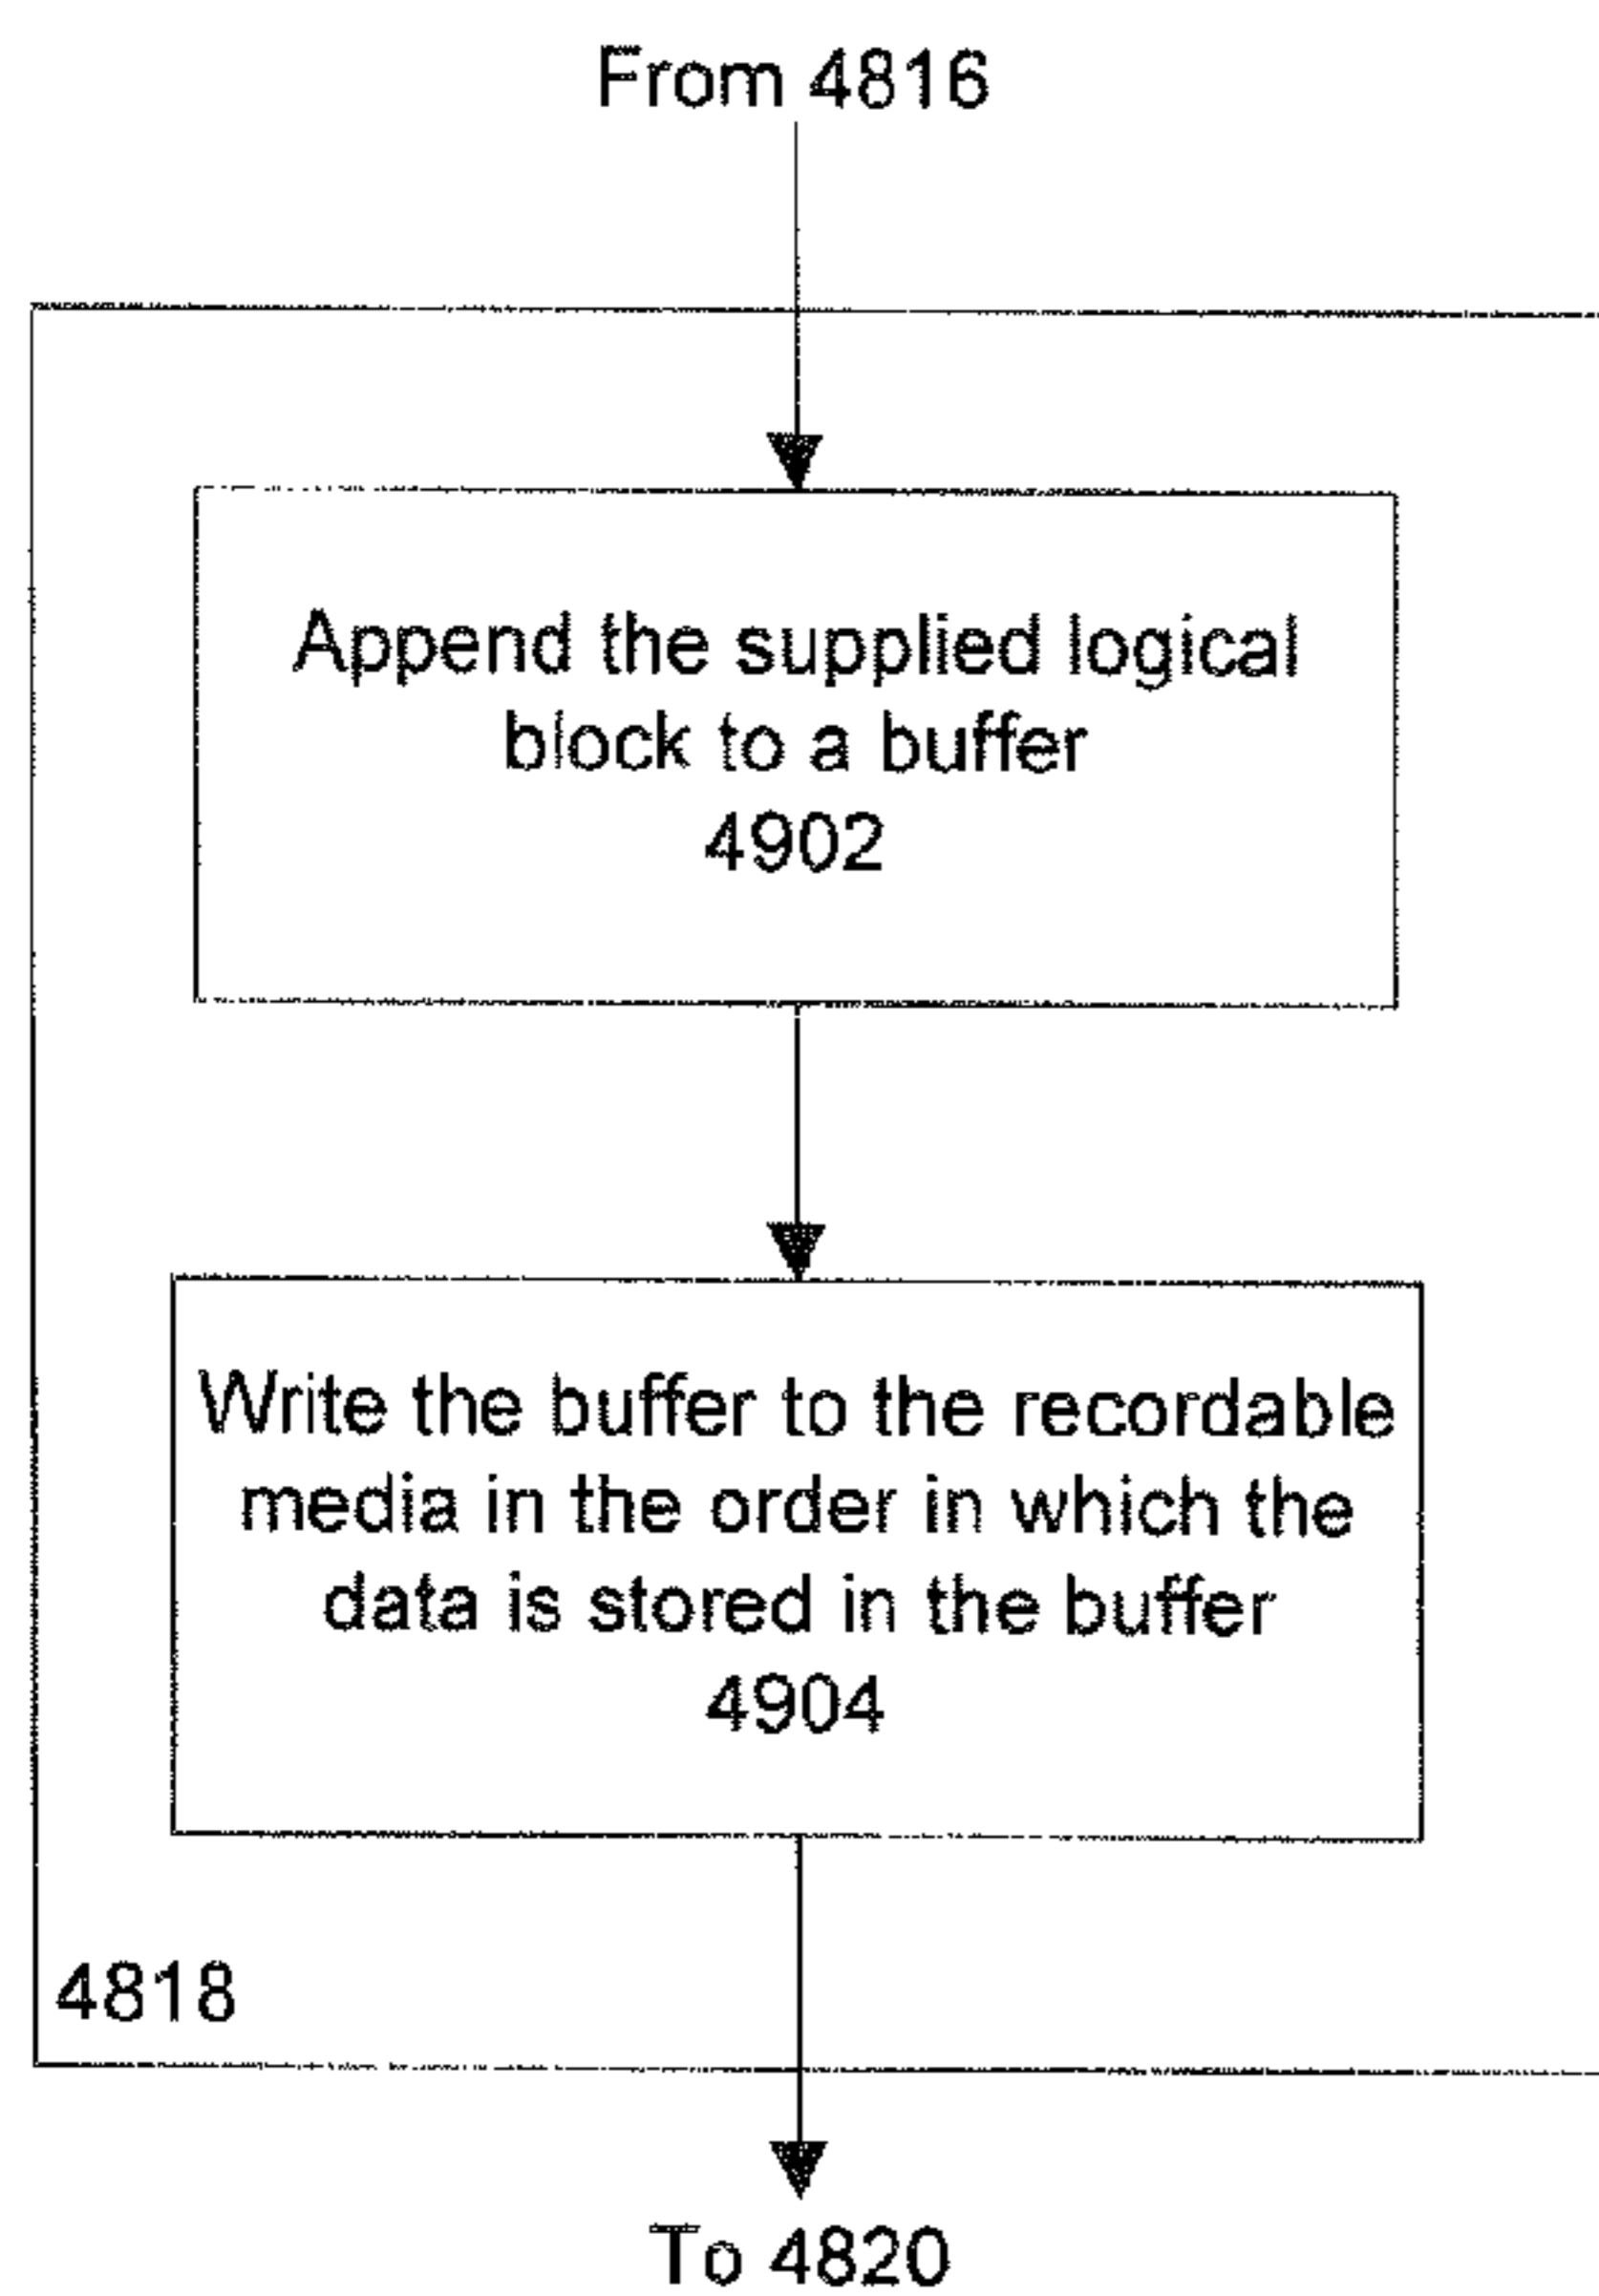 From 4816
Append the supplied logical
block to a buffer
4902
Write the buffer to the recordable
media in the order in which the
data is stored in the buffer
4904
4818
To 4820